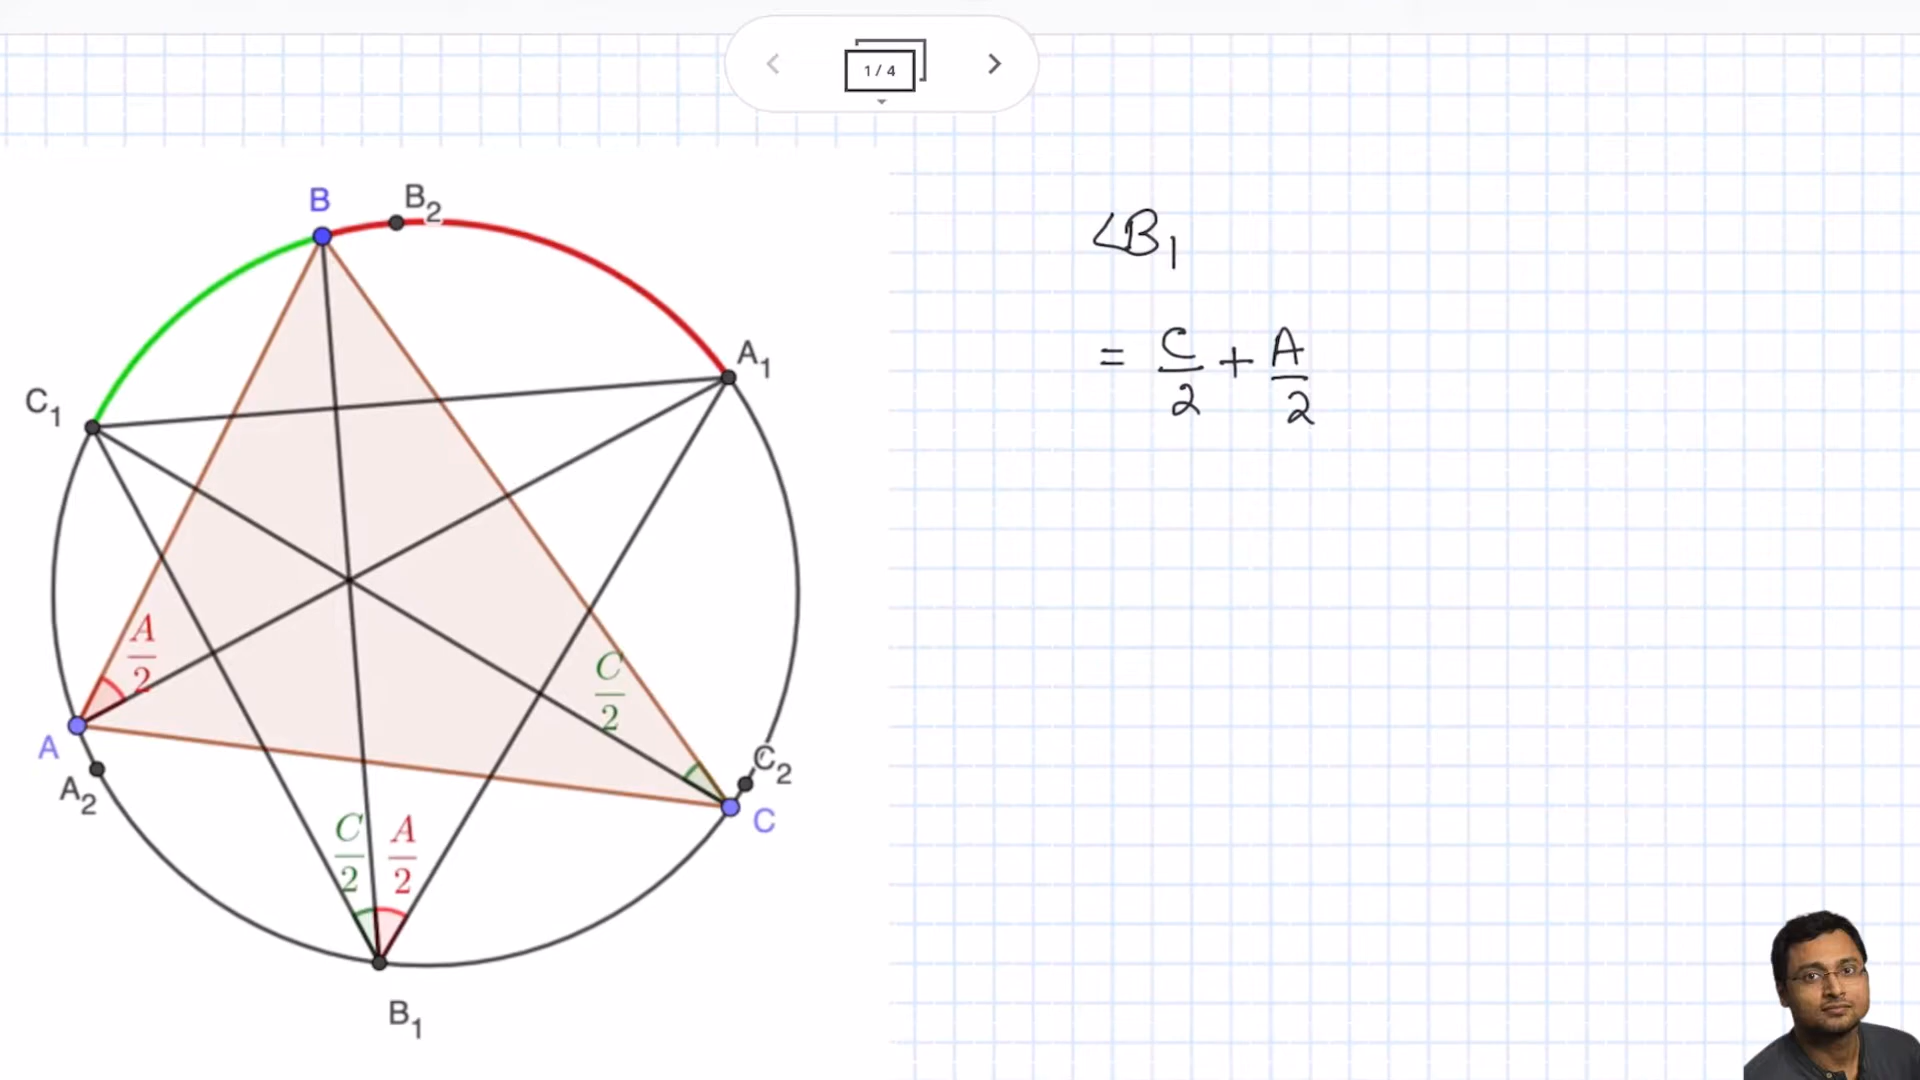 1 / 4
B
B₂
∠B₁
A₁
= C/2 + A/2
C₁
A/2
C/2
A
A₂
C₂
C
C/2 A/2
B₁